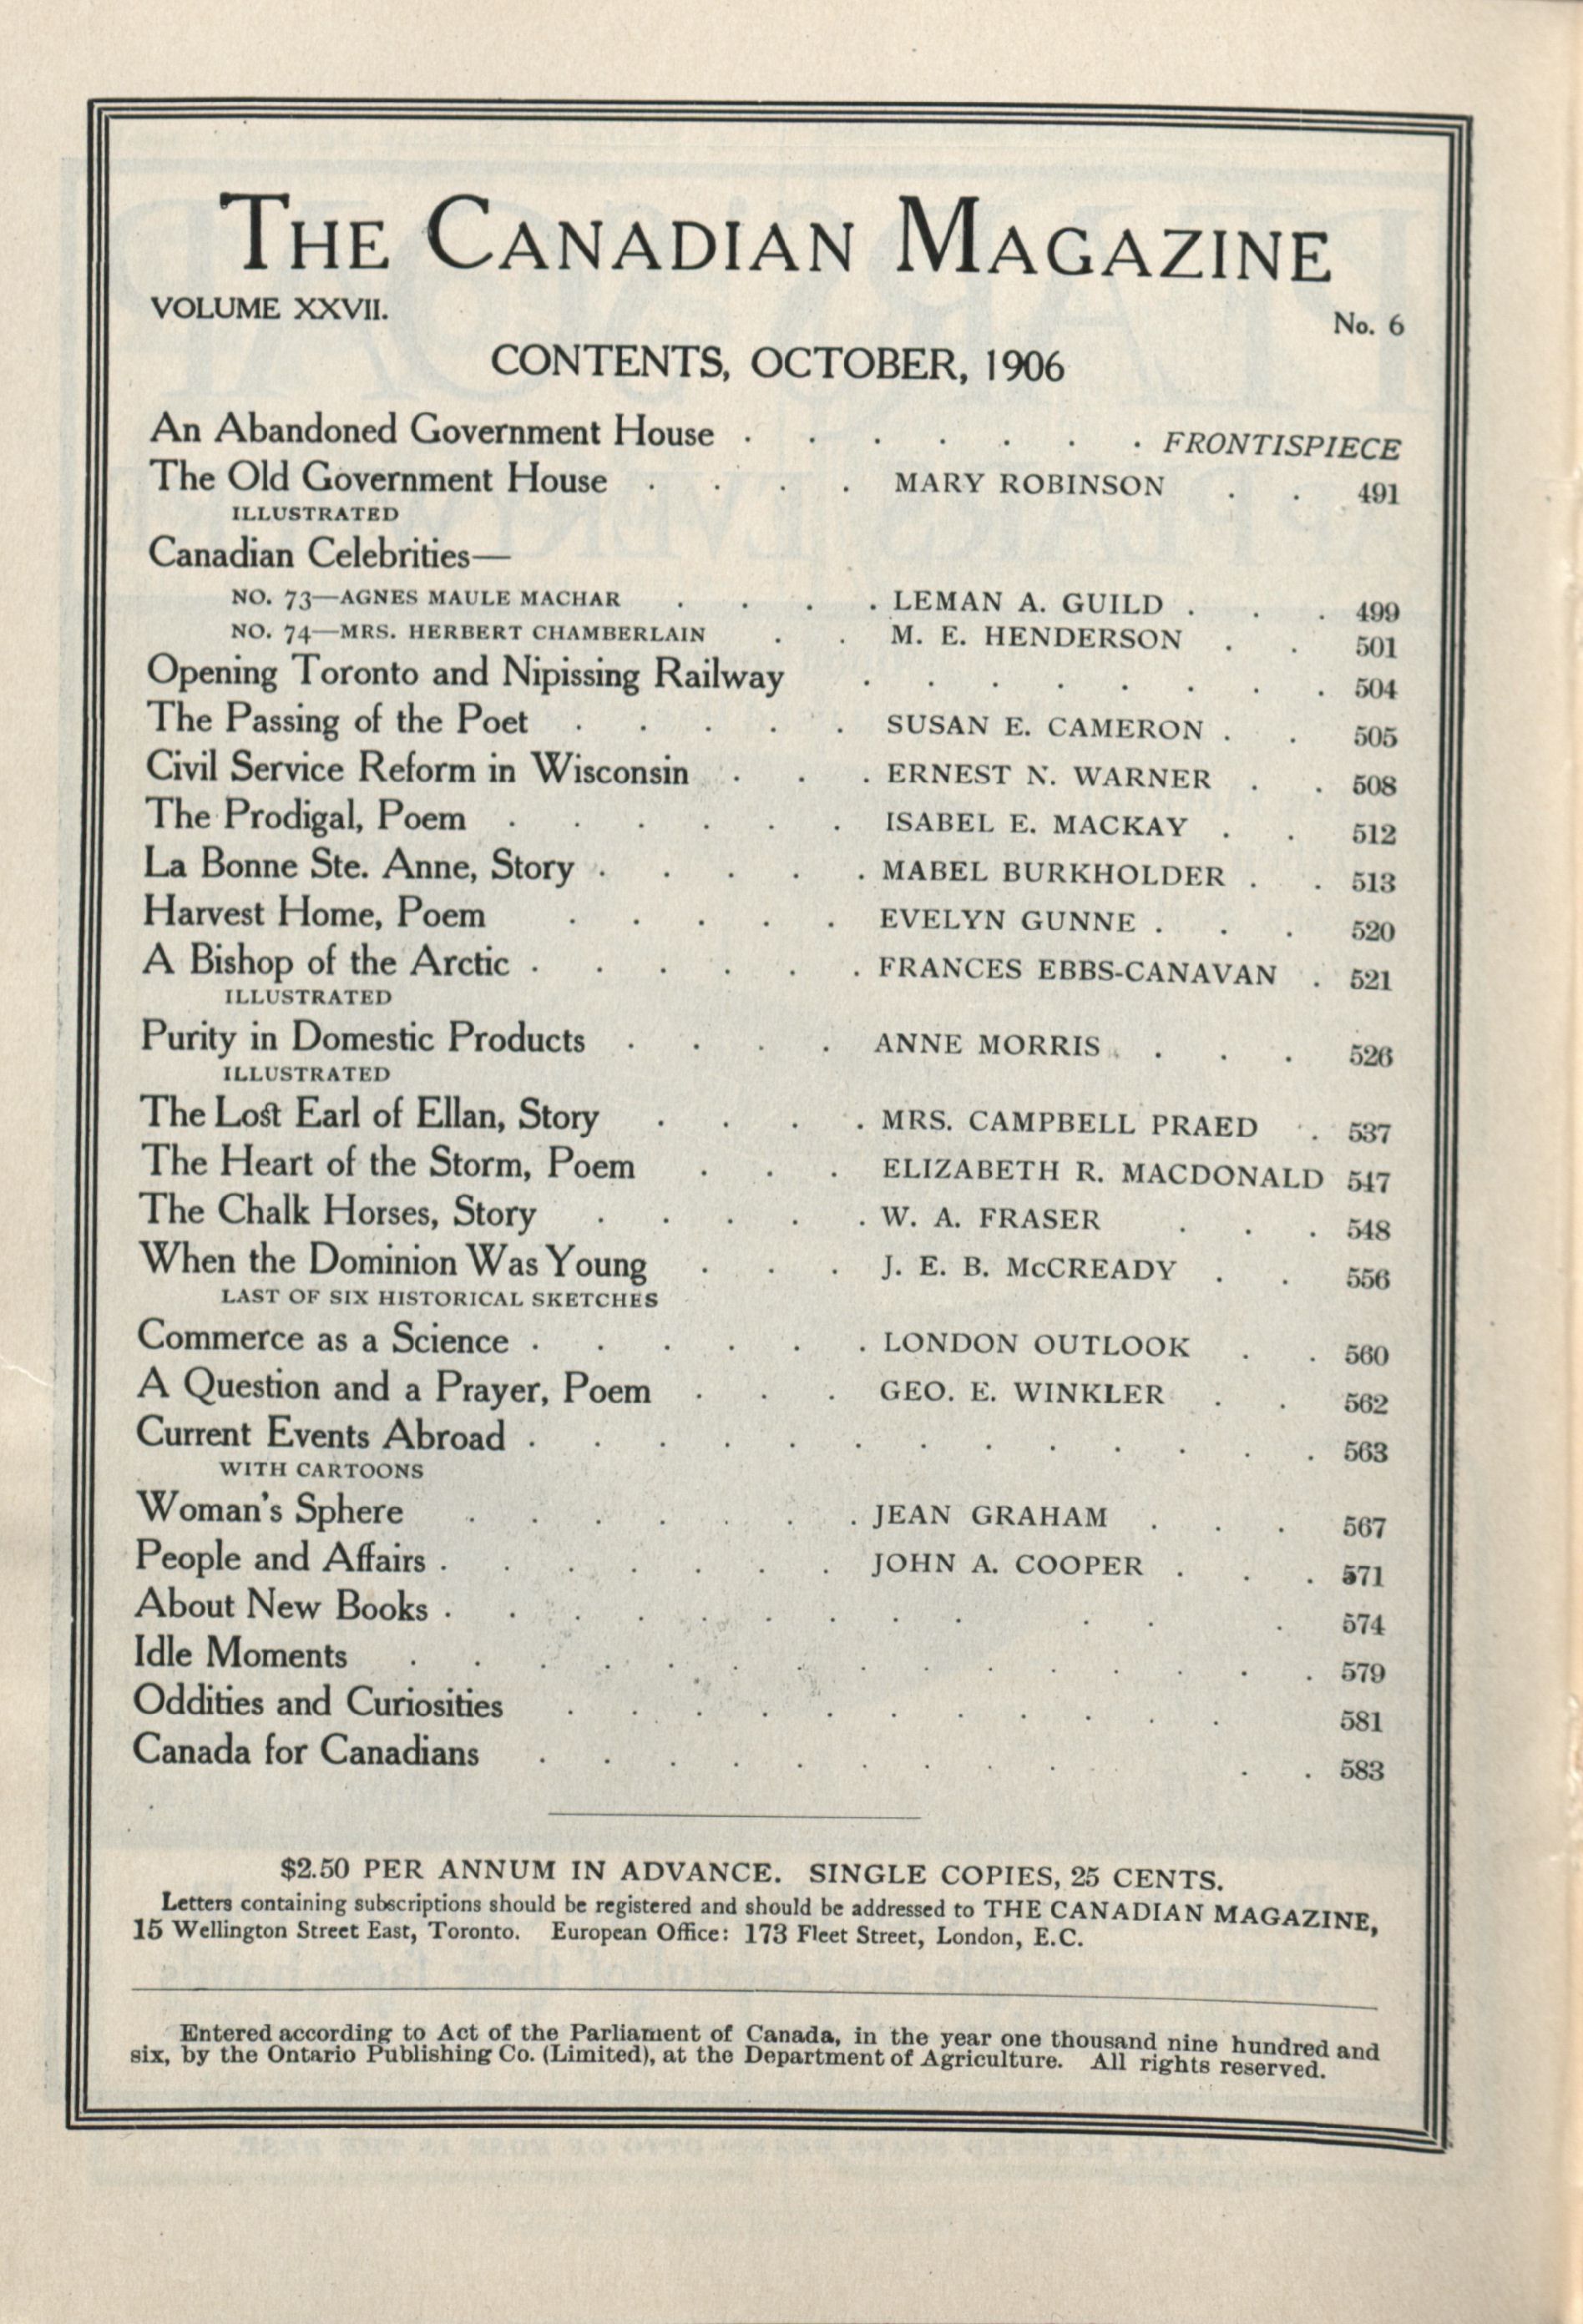 THE CANADIAN MAGAZINE
VOLUME XXVII. No. 6
CONTENTS, OCTOBER, 1906
An Abandoned Government House . . . . . . . FRONTISPIECE
The Old Government House . . . . MARY ROBINSON . . 491
ILLUSTRATED
Canadian Celebrities—
NO. 73—AGNES MAULE MACHAR . . . . LEMAN A. GUILD . . . 499
NO. 74—MRS. HERBERT CHAMBERLAIN . . M. E. HENDERSON . . 501
Opening Toronto and Nipissing Railway . . . . . . . . 504
The Passing of the Poet . . . . . SUSAN E. CAMERON . . 505
Civil Service Reform in Wisconsin . . . ERNEST N. WARNER . . 508
The Prodigal, Poem . . . . . . ISABEL E. MACKAY . . 512
La Bonne Ste. Anne, Story . . . . . MABEL BURKHOLDER . . 513
Harvest Home, Poem . . . . . EVELYN GUNNE . . . 520
A Bishop of the Arctic . . . . . . FRANCES EBBS-CANAVAN . 521
ILLUSTRATED
Purity in Domestic Products . . . . ANNE MORRIS . . . 526
ILLUSTRATED
The Lost Earl of Ellan, Story . . . . MRS. CAMPBELL PRAED . 537
The Heart of the Storm, Poem . . . ELIZABETH R. MACDONALD 547
The Chalk Horses, Story . . . . . W. A. FRASER . . . 548
When the Dominion Was Young . . . J. E. B. McCREADY . . 556
LAST OF SIX HISTORICAL SKETCHES
Commerce as a Science . . . . . . LONDON OUTLOOK . . 560
A Question and a Prayer, Poem . . . GEO. E. WINKLER . . 562
Current Events Abroad . . . . . . . . . . . . . 563
WITH CARTOONS
Woman's Sphere . . . . . . . JEAN GRAHAM . . . 567
People and Affairs . . . . . . . JOHN A. COOPER . . . 571
About New Books . . . . . . . . . . . . 574
Idle Moments . . . . . . . . . . . . . . . 579
Oddities and Curiosities . . . . . . . . . . . 581
Canada for Canadians . . . . . . . . . . . 583
$2.50 PER ANNUM IN ADVANCE. SINGLE COPIES, 25 CENTS.
Letters containing subscriptions should be registered and should be addressed to THE CANADIAN MAGAZINE,
15 Wellington Street East, Toronto. European Office: 173 Fleet Street, London, E.C.
Entered according to Act of the Parliament of Canada, in the year one thousand nine hundred and
six, by the Ontario Publishing Co. (Limited), at the Department of Agriculture. All rights reserved.